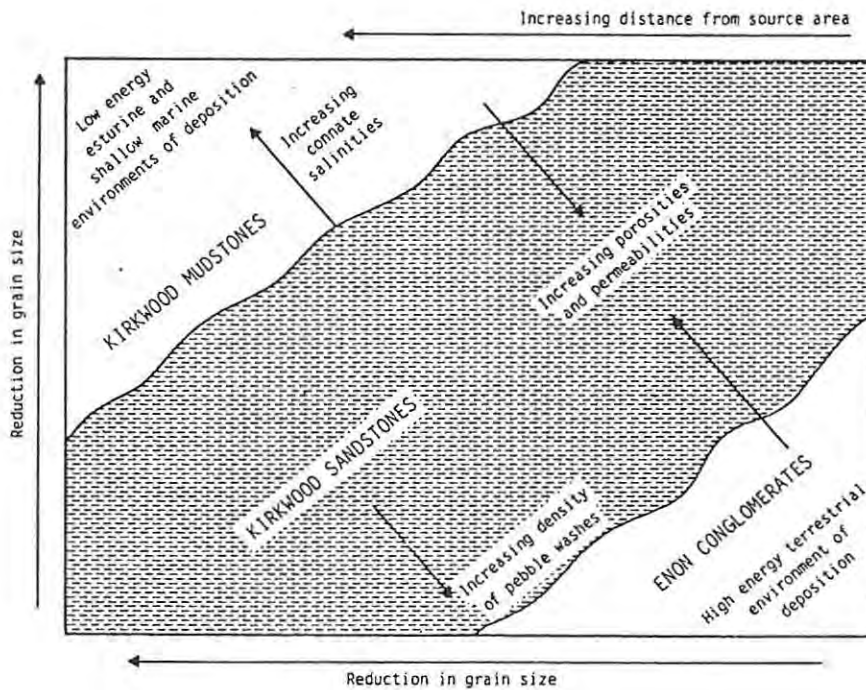 Increasing distance from source area
Low energy
esturine and
shallow marine
environments of deposition
Increasing
connate
salinities
KIRKWOOD MUDSTONES
Increasing porosities
and permeabilities
Reduction in grain size
KIRKWOOD SANDSTONES
Increasing density
of pebble washes
ENON CONGLOMERATES
High energy terrestrial
environment of
deposition
Reduction in grain size